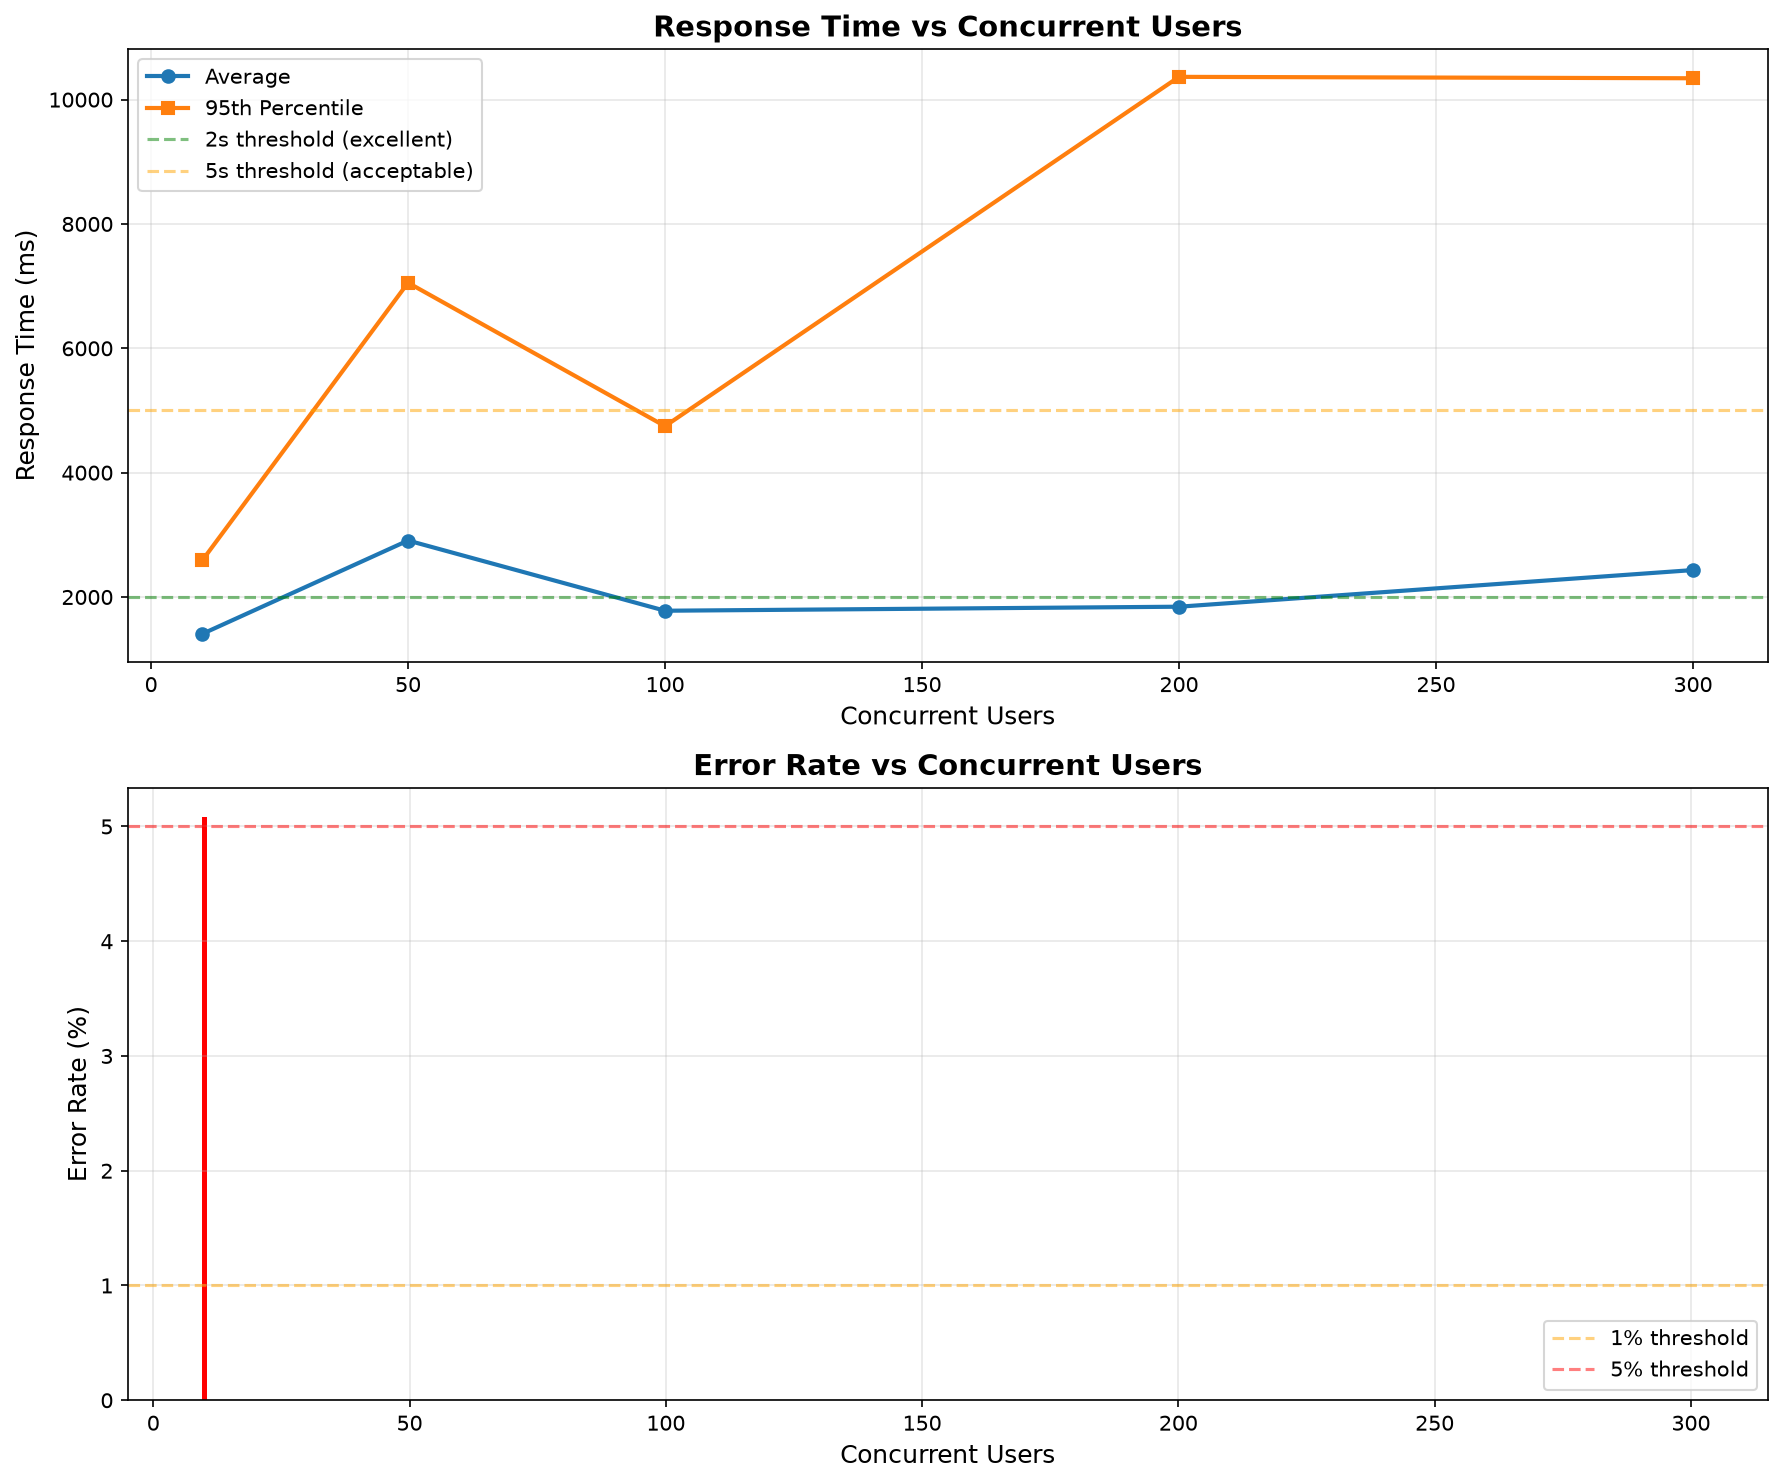 Response Time vs Concurrent Users
Average
95th Percentile
2s threshold (excellent)
5s threshold (acceptable)
10000
8000
6000
4000
2000
Response Time (ms)
0 50 100 150 200 250 300
Concurrent Users
Error Rate vs Concurrent Users
5
4
3
2
1
0
Error Rate (%)
1% threshold
5% threshold
0 50 100 150 200 250 300
Concurrent Users